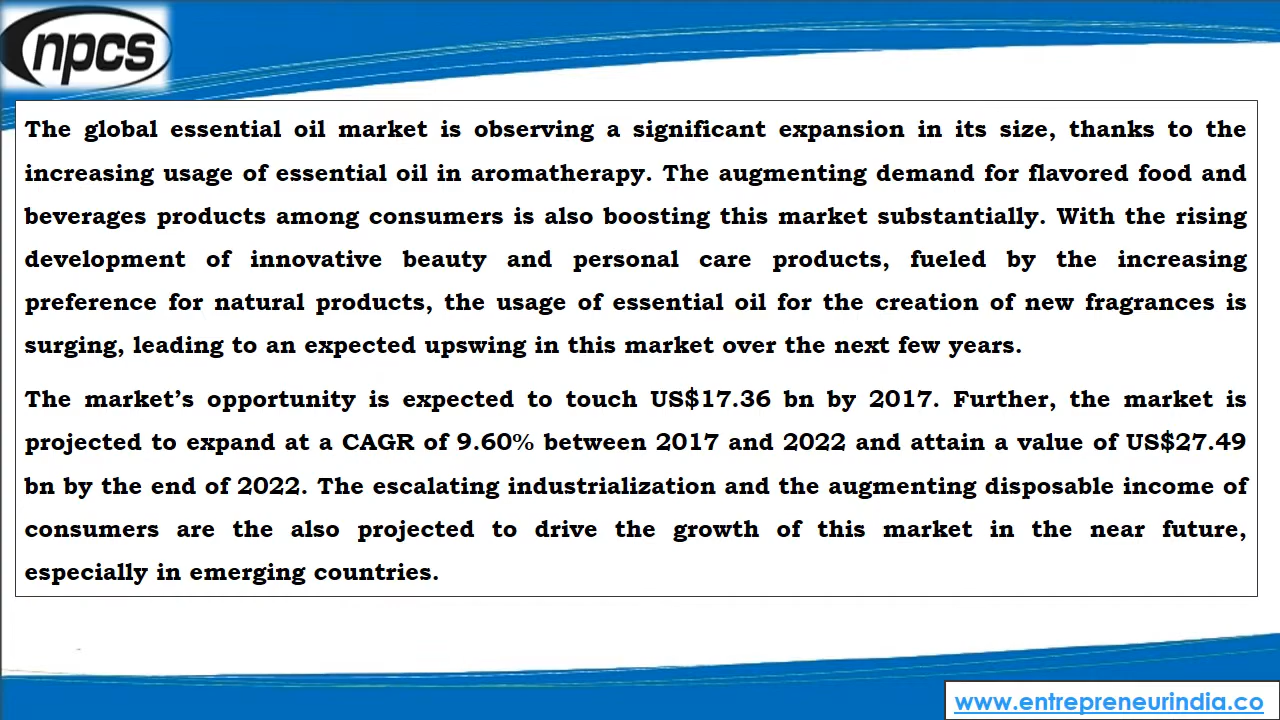 npcs
The global essential oil market is observing a significant expansion in its size, thanks to the
increasing usage of essential oil in aromatherapy. The augmenting demand for flavored food and
beverages products among consumers is also boosting this market substantially. With the rising
development of innovative beauty and personal care products, fueled by the increasing
preference for natural products, the usage of essential oil for the creation of new fragrances is
surging, leading to an expected upswing in this market over the next few years.
The market’s opportunity is expected to touch US$17.36 bn by 2017. Further, the market is
projected to expand at a CAGR of 9.60% between 2017 and 2022 and attain a value of US$27.49
bn by the end of 2022. The escalating industrialization and the augmenting disposable income of
consumers are the also projected to drive the growth of this market in the near future,
especially in emerging countries.
www.entrepreneurindia.co